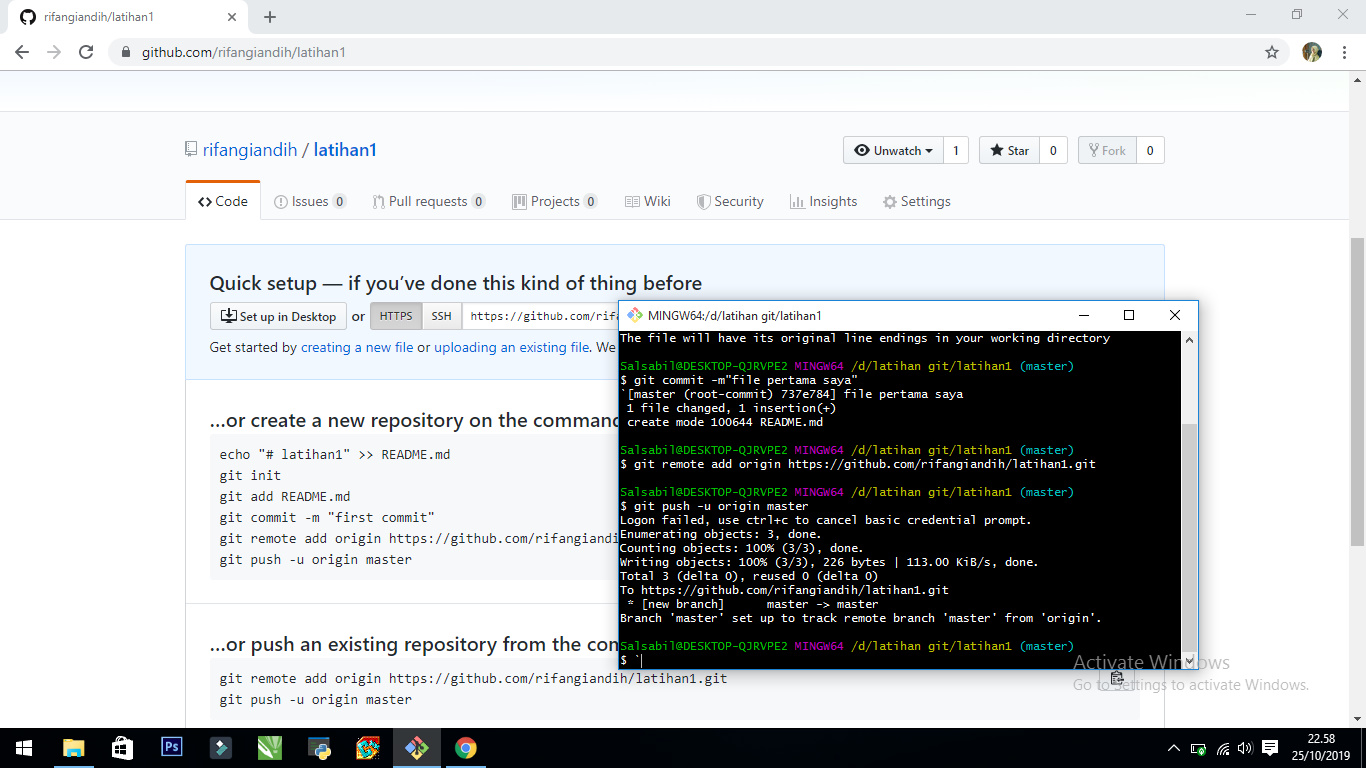 rifangiandih/latihan1
github.com/rifangiandih/latihan1
rifangiandih / latihan1
Unwatch 1
Star 0
Fork 0
Code
Issues 0
Pull requests 0
Projects 0
Wiki
Security
Insights
Settings
Quick setup — if you've done this kind of thing before
Set up in Desktop or HTTPS SSH https://github.com/rifa
Get started by creating a new file or uploading an existing file. We
…or create a new repository on the command
echo "# latihan1" >> README.md
git init
git add README.md
git commit -m "first commit"
git remote add origin https://github.com/rifangiandi
git push -u origin master
…or push an existing repository from the com
git remote add origin https://github.com/rifangiandih/latihan1.git
git push -u origin master
MINGW64:/d/latihan git/latihan1
The file will have its original line endings in your working directory
Salsabil@DESKTOP-QJRVPE2 MINGW64 /d/latihan git/latihan1 (master)
$ git commit -m"file pertama saya"
`[master (root-commit) 737e784] file pertama saya
1 file changed, 1 insertion(+)
create mode 100644 README.md
Salsabil@DESKTOP-QJRVPE2 MINGW64 /d/latihan git/latihan1 (master)
$ git remote add origin https://github.com/rifangiandih/latihan1.git
Salsabil@DESKTOP-QJRVPE2 MINGW64 /d/latihan git/latihan1 (master)
$ git push -u origin master
Logon failed, use ctrl+c to cancel basic credential prompt.
Enumerating objects: 3, done.
Counting objects: 100% (3/3), done.
Writing objects: 100% (3/3), 226 bytes | 113.00 KiB/s, done.
Total 3 (delta 0), reused 0 (delta 0)
To https://github.com/rifangiandih/latihan1.git
* [new branch] master -> master
Branch 'master' set up to track remote branch 'master' from 'origin'.
Salsabil@DESKTOP-QJRVPE2 MINGW64 /d/latihan git/latihan1 (master)
$ `
Activate Windows
Go to Settings to activate Windows.
Ps
22.58
25/10/2019